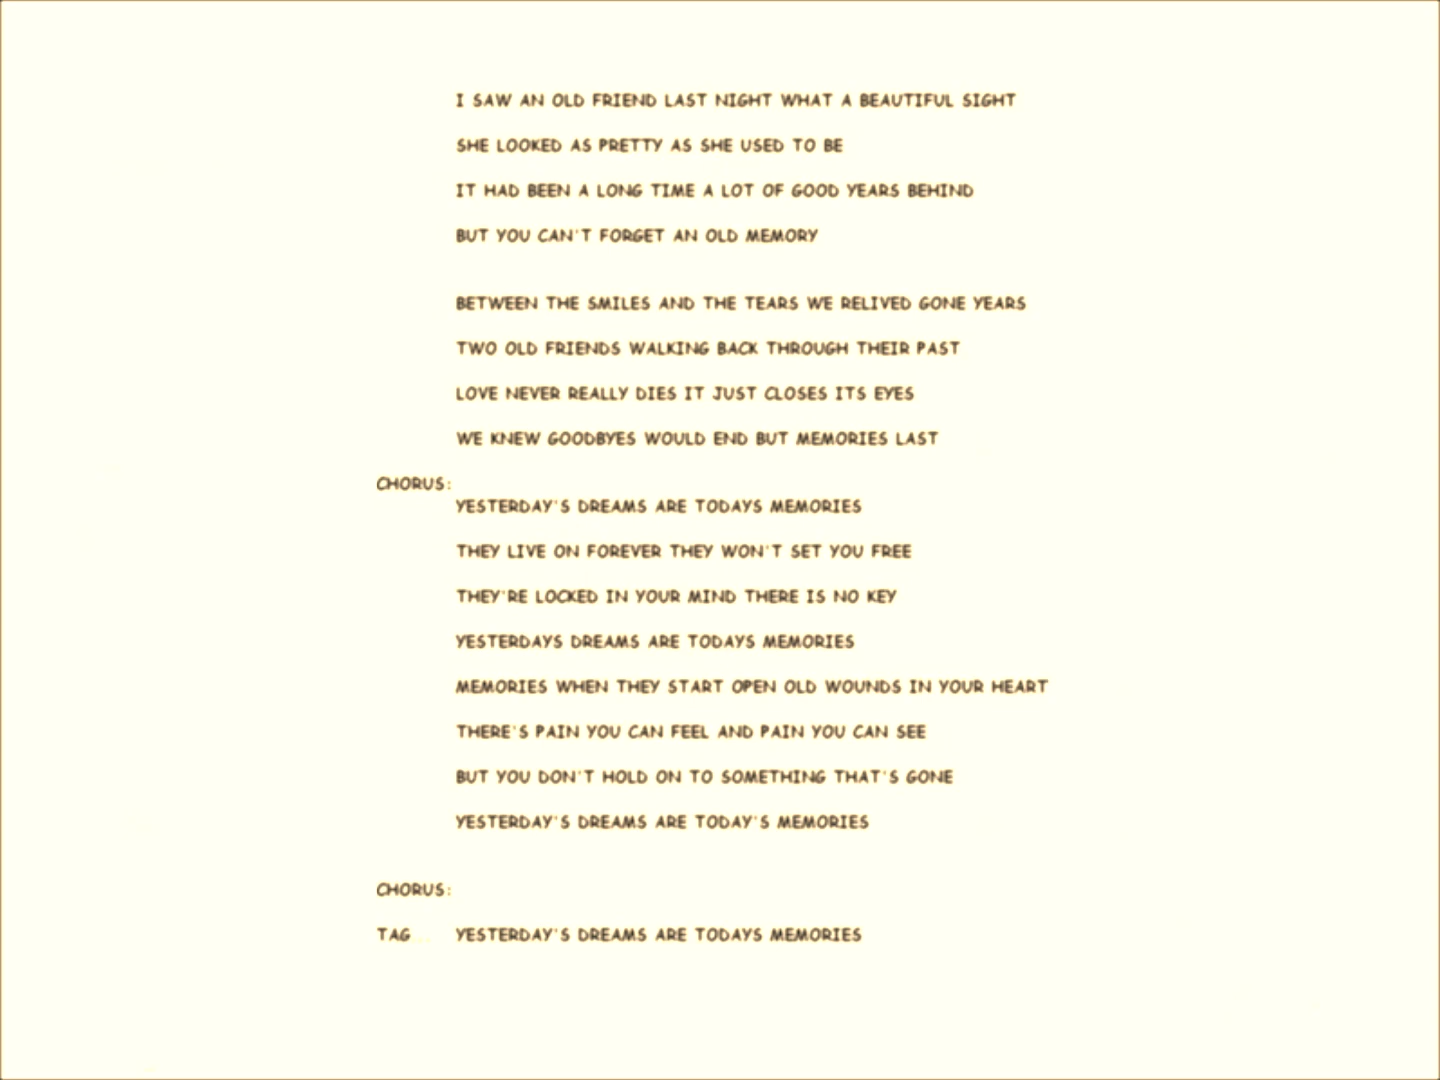 I SAW AN OLD FRIEND LAST NIGHT WHAT A BEAUTIFUL SIGHT
SHE LOOKED AS PRETTY AS SHE USED TO BE
IT HAD BEEN A LONG TIME A LOT OF GOOD YEARS BEHIND
BUT YOU CAN'T FORGET AN OLD MEMORY
BETWEEN THE SMILES AND THE TEARS WE RELIVED GONE YEARS
TWO OLD FRIENDS WALKING BACK THROUGH THEIR PAST
LOVE NEVER REALLY DIES IT JUST CLOSES ITS EYES
WE KNEW GOODBYES WOULD END BUT MEMORIES LAST
CHORUS:
YESTERDAY'S DREAMS ARE TODAYS MEMORIES
THEY LIVE ON FOREVER THEY WON'T SET YOU FREE
THEY'RE LOCKED IN YOUR MIND THERE IS NO KEY
YESTERDAYS DREAMS ARE TODAYS MEMORIES
MEMORIES WHEN THEY START OPEN OLD WOUNDS IN YOUR HEART
THERE'S PAIN YOU CAN FEEL AND PAIN YOU CAN SEE
BUT YOU DON'T HOLD ON TO SOMETHING THAT'S GONE
YESTERDAY'S DREAMS ARE TODAY'S MEMORIES
CHORUS:
TAG... YESTERDAY'S DREAMS ARE TODAYS MEMORIES